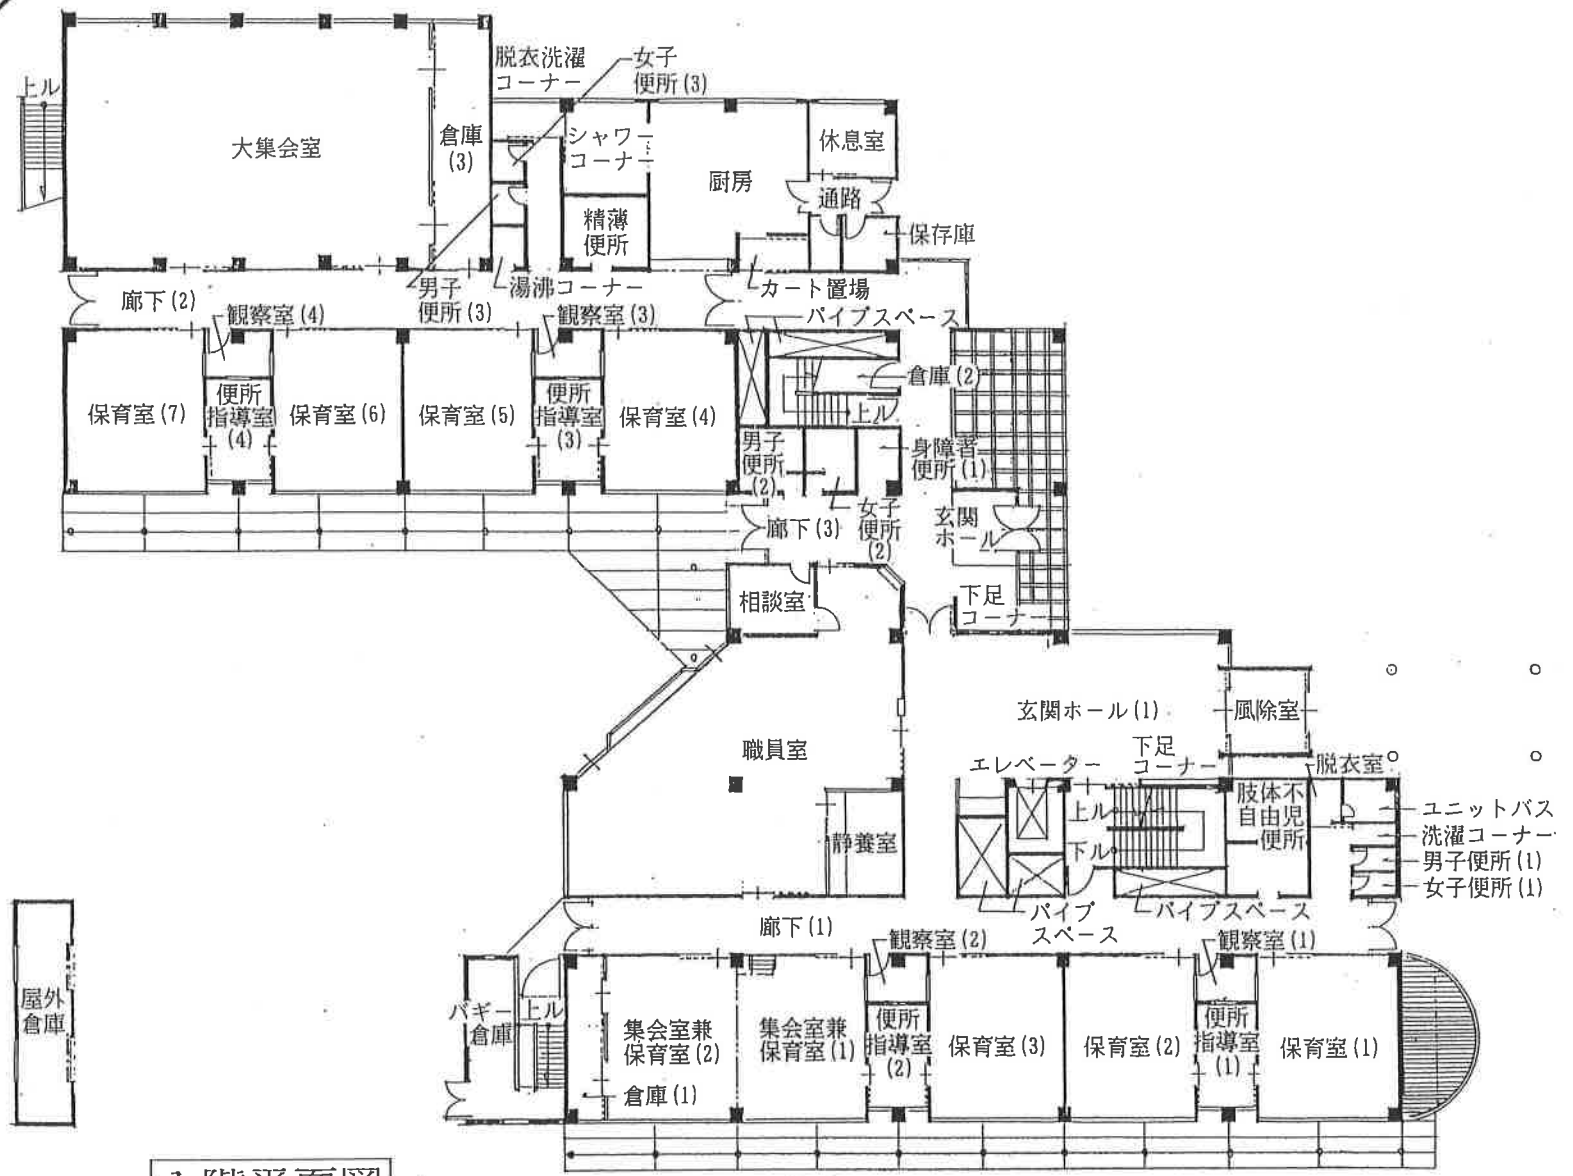 脱衣洗濯
コーナー
女子
便所(3)
上ル
大集会室
倉庫
(3)
シャワー
コーナー
厨房
休息室
通路
精薄
便所
保存庫
廊下(2)
男子
便所(3)
湯沸コーナー
カート置場
観察室(4)
観察室(3)
パイプスペース
倉庫(2)
上ル
保育室(7)
便所
指導室
(4)
保育室(6)
保育室(5)
便所
指導室
(3)
保育室(4)
男子
便所
(2)
身障者
便所(1)
女子
便所
(2)
廊下(3)
玄関
ホール
相談室
下足
コーナー
玄関ホール(1)
風除室
職員室
エレベーター
下足
コーナー
脱衣室
上ル
下ル
肢体不
自由児
便所
ユニットバス
洗濯コーナー
男子便所(1)
女子便所(1)
静養室
パイプ
スペース
パイプスペース
廊下(1)
観察室(2)
観察室(1)
屋外
倉庫
バギー
倉庫
上ル
集会室兼
保育室(2)
集会室兼
保育室(1)
便所
指導室
(2)
保育室(3)
保育室(2)
便所
指導室
(1)
保育室(1)
倉庫(1)